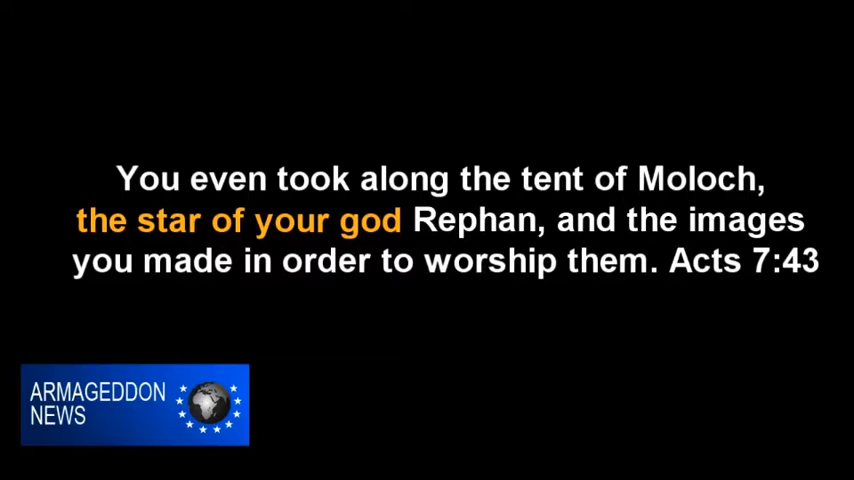 You even took along the tent of Moloch,
the star of your god Rephan, and the images
you made in order to worship them. Acts 7:43
ARMAGEDDON
NEWS